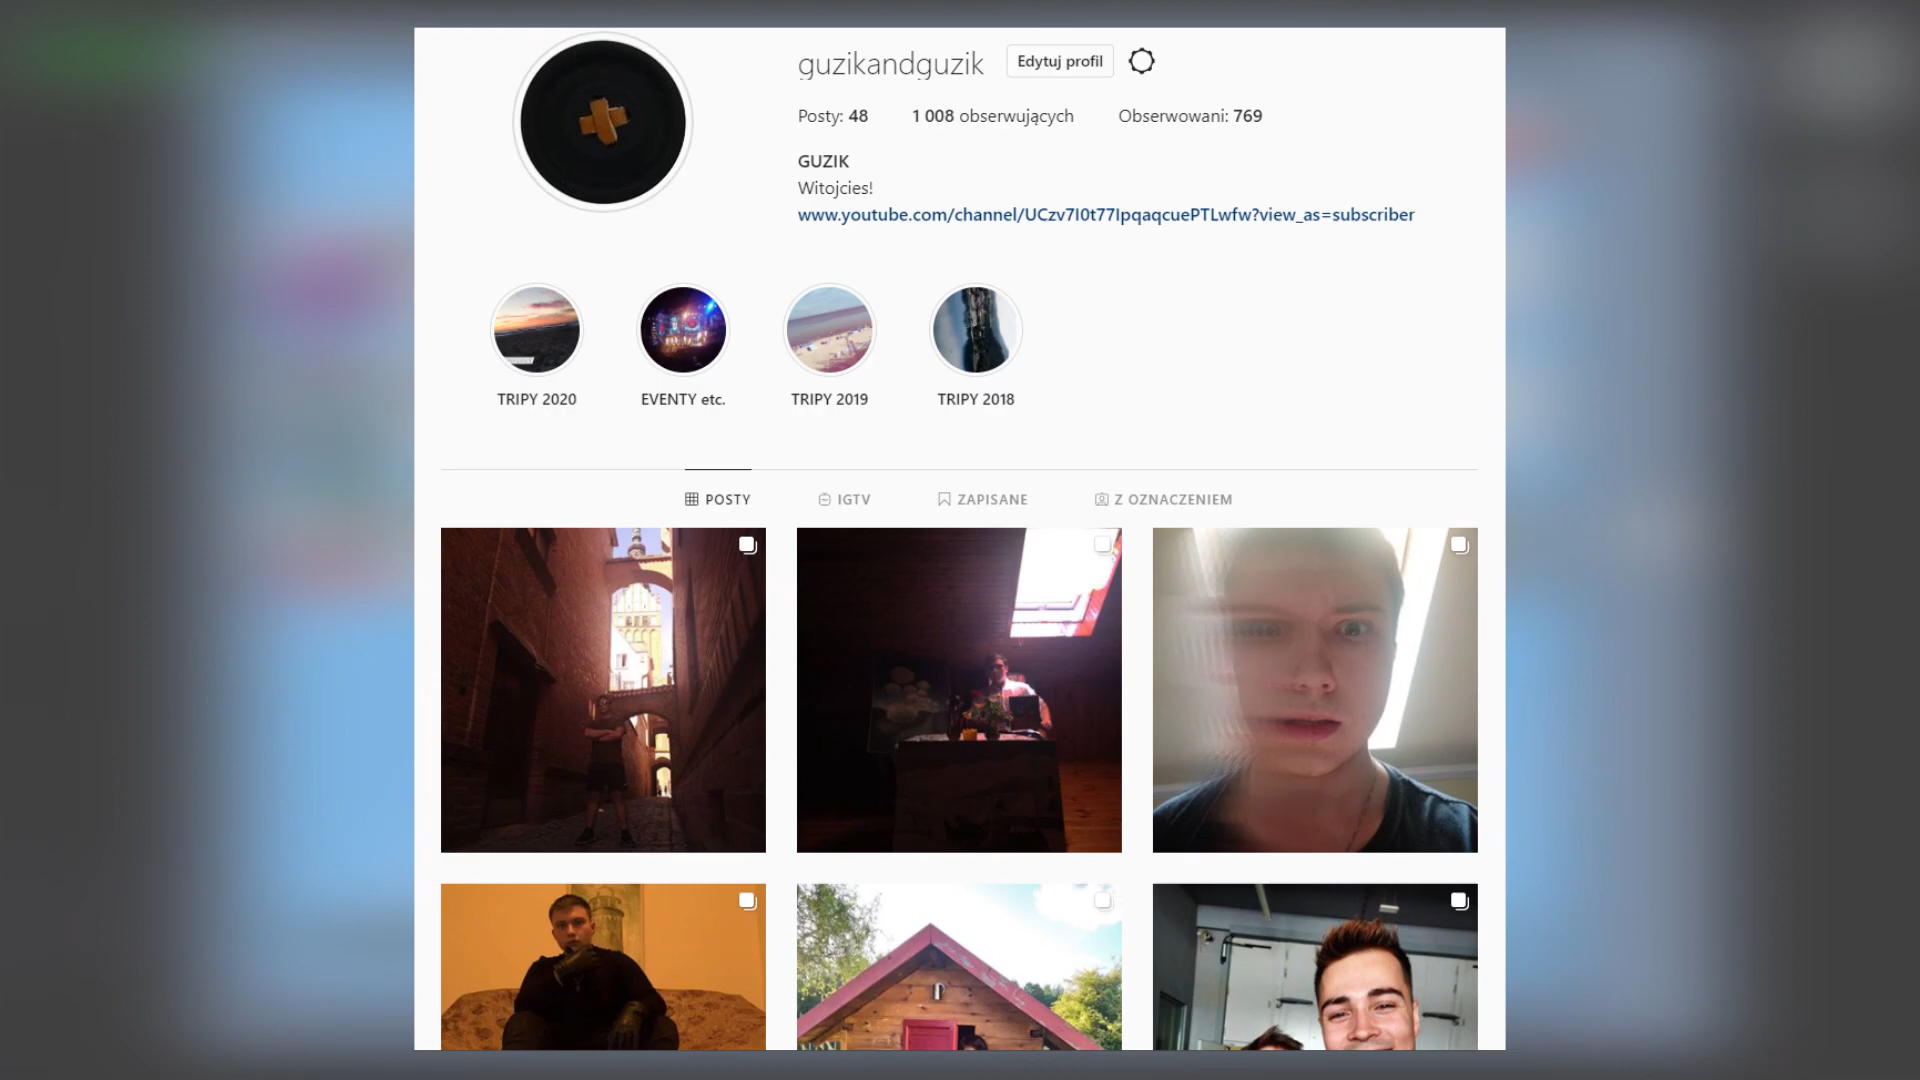 guzikandguzik
Edytuj profil
Posty: 48
1 008 obserwujących
Obserwowani: 769
GUZIK
Witojcies!
www.youtube.com/channel/UCzv7I0t77IpqaqcuePTLwfw?view_as=subscriber
TRIPY 2020
EVENTY etc.
TRIPY 2019
TRIPY 2018
POSTY
IGTV
ZAPISANE
Z OZNACZENIEM